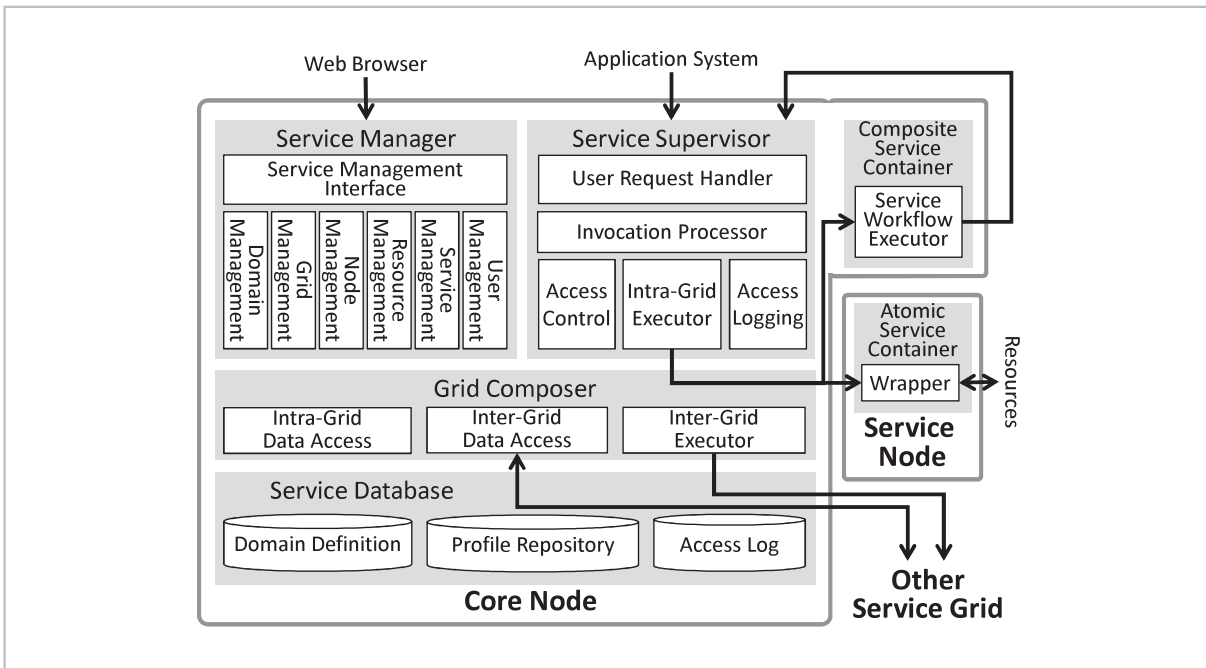 Web Browser
Application System
Service Manager
Service Management
Interface
Domain
Management
Grid
Management
Node
Management
Resource
Management
Service
Management
User
Management
Service Supervisor
User Request Handler
Invocation Processor
Access
Control
Intra-Grid
Executor
Access
Logging
Composite
Service
Container
Service
Workflow
Executor
Atomic
Service
Container
Wrapper
Resources
Service
Node
Grid Composer
Intra-Grid
Data Access
Inter-Grid
Data Access
Inter-Grid
Executor
Service Database
Domain Definition
Profile Repository
Access Log
Core Node
Other
Service Grid